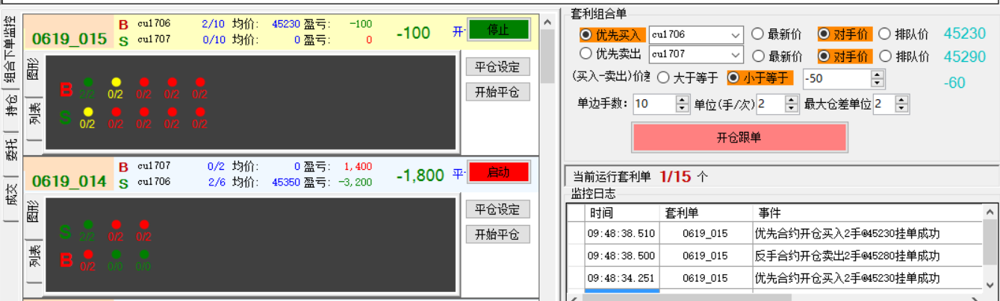 组合下单监控
持仓
委托
成交
0619_015
B cu1706 2/10 均价: 45230 盈亏: -100
S cu1707 0/10 均价: 0 盈亏: 0
-100
停止
图形
列表
B 2/2 0/2 0/2 0/2 0/2
S 0/2 0/2 0/2 0/2 0/2
平仓设定
开始平仓
0619_014
B cu1707 0/2 均价: 0 盈亏: 1,400
S cu1706 2/6 均价: 45350 盈亏: -3,200
-1,800
启动
图形
列表
S 2/2 0/2 0/2
B 0/2 0/0 0/0
平仓设定
开始平仓
套利组合单
优先买入 cu1706 最新价 对手价 排队价 45230
优先卖出 cu1707 最新价 对手价 排队价 45290
(买入-卖出)价 大于等于 小于等于 -50 -60
单边手数: 10 单位(手/次) 2 最大仓差单位 2
开仓跟单
当前运行套利单 1/15 个
监控日志
时间 套利单 事件
09:48:38.510 0619_015 优先合约开仓买入2手@45230挂单成功
09:48:38.500 0619_015 反手合约开仓卖出2手@45280挂单成功
09:48:34.251 0619_015 优先合约开仓买入2手@45230挂单成功